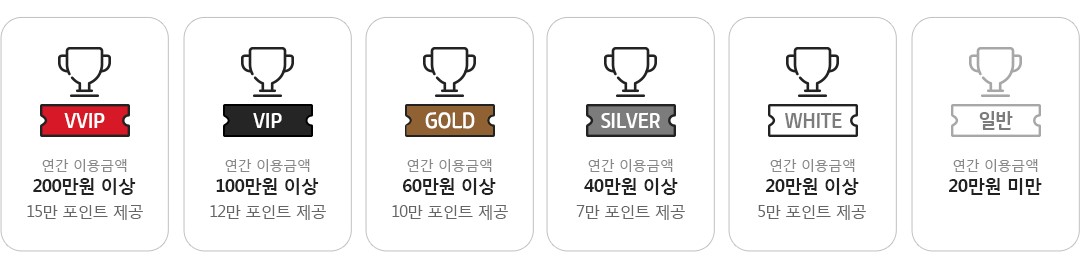 VVIP
연간 이용금액
200만원 이상
15만 포인트 제공
VIP
연간 이용금액
100만원 이상
12만 포인트 제공
GOLD
연간 이용금액
60만원 이상
10만 포인트 제공
SILVER
연간 이용금액
40만원 이상
7만 포인트 제공
WHITE
연간 이용금액
20만원 이상
5만 포인트 제공
일반
연간 이용금액
20만원 미만